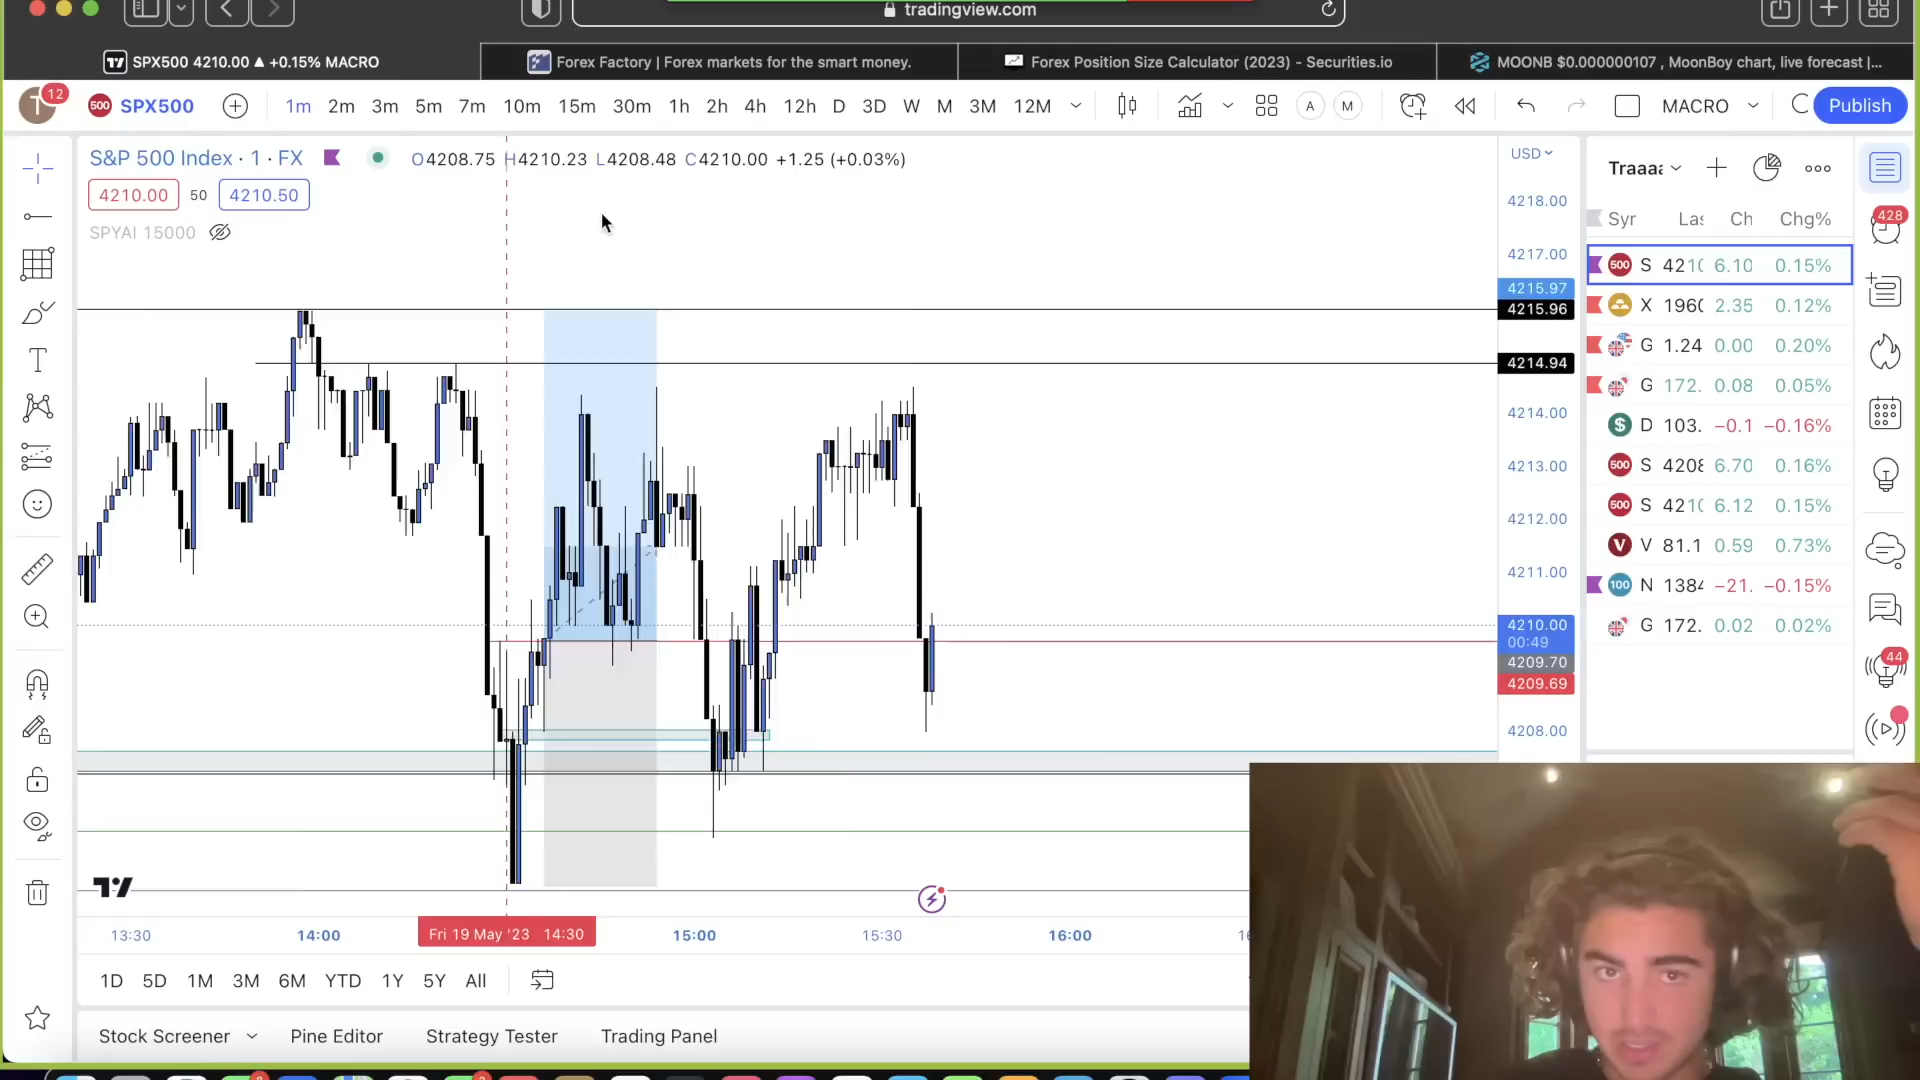 tradingview.com
SPX500 4210.00 ▲ +0.15% MACRO
Forex Factory | Forex markets for the smart money.
Forex Position Size Calculator (2023) - Securities.io
MOONB $0.000000107 , MoonBoy chart, live forecast |...
T 12 500 SPX500 1m 2m 3m 5m 7m 10m 15m 30m 1h 2h 4h 12h D 3D W M 3M 12M A M MACRO Publish
S&P 500 Index · 1 · FX O4208.75 H4210.23 L4208.48 C4210.00 +1.25 (+0.03%)
4210.00 50 4210.50
SPYAI 15000
USD
4218.00
4217.00
4215.97
4215.96
4214.94
4214.00
4213.00
4212.00
4211.00
4210.00
00:49
4209.70
4209.69
4208.00
Traaa
Syr Las Ch Chg%
500 S 4210 6.10 0.15%
X 1960 2.35 0.12%
G 1.24 0.00 0.20%
G 172. 0.08 0.05%
$ D 103. −0.1 −0.16%
500 S 4208 6.70 0.16%
500 S 4210 6.12 0.15%
V V 81.1 0.59 0.73%
100 N 1384 −21. −0.15%
G 172. 0.02 0.02%
428
44
13:30 14:00 Fri 19 May '23 14:30 15:00 15:30 16:00
1D 5D 1M 3M 6M YTD 1Y 5Y All
Stock Screener Pine Editor Strategy Tester Trading Panel